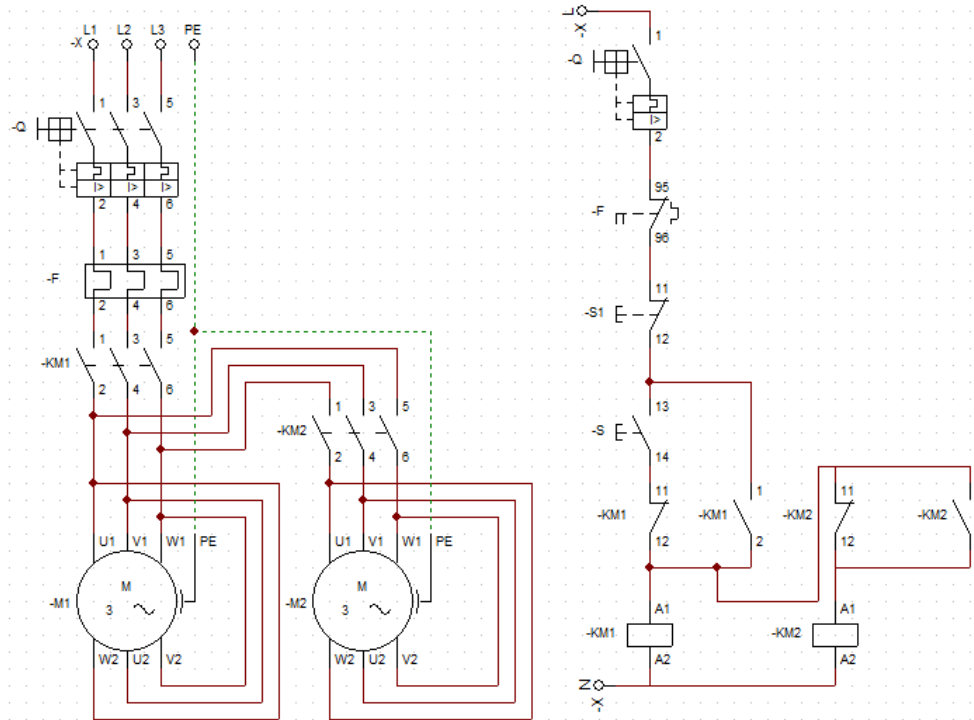 L1 L2 L3 PE
-X
1 3 5
-Q
I> I> I>
2 4 6
1 3 5
-F
2 4 6
1 3 5
-KM1
2 4 6
1 3 5
-KM2
2 4 6
U1 V1 W1 PE
M
3
-M1
W2 U2 V2
U1 V1 W1 PE
M
3
-M2
W2 U2 V2
L
-X
1
-Q
I>
2
95
-F
96
11
-S1
12
13
-S
14
11
-KM1
12
1
-KM1
2
11
-KM2
12
-KM2
A1
-KM1
A2
A1
-KM2
A2
N
-X